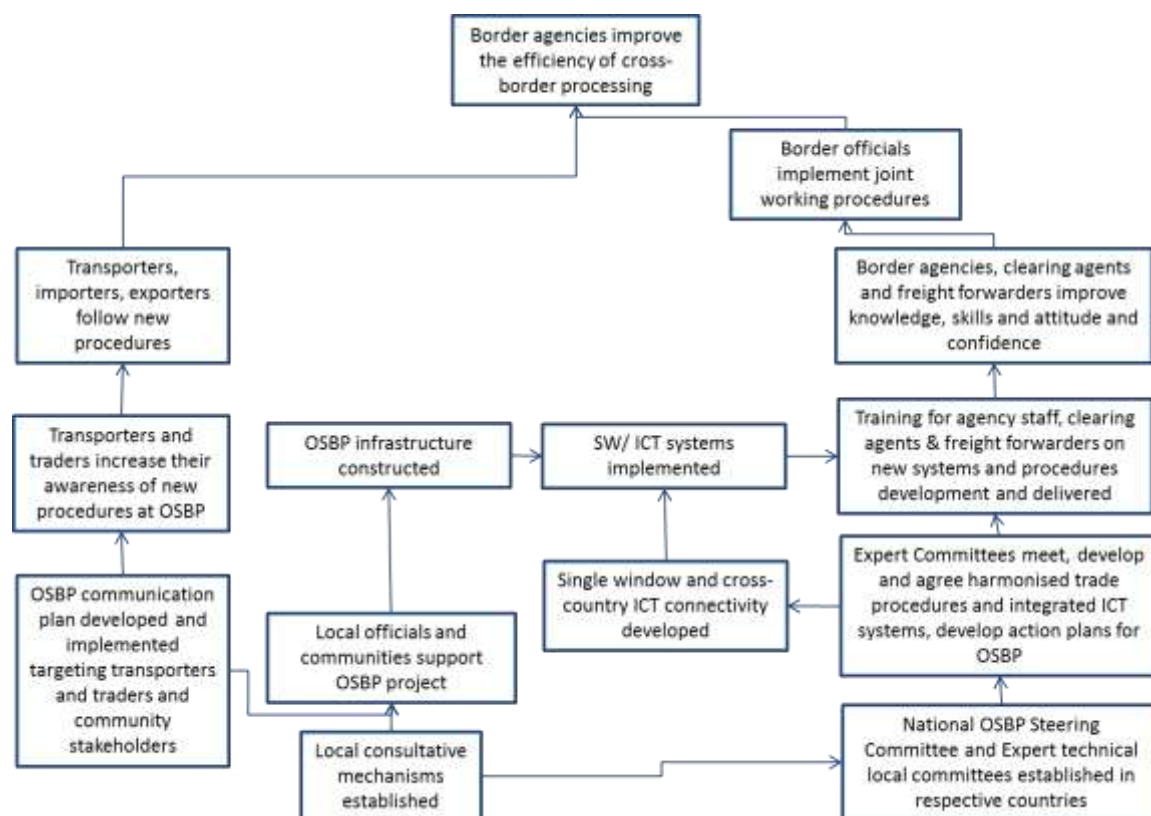 Border agencies improve
the efficiency of cross-
border processing
Border officials
implement joint
working procedures
Transporters,
importers, exporters
follow new
procedures
Border agencies, clearing agents
and freight forwarders improve
knowledge, skills and attitude and
confidence
Transporters and
traders increase their
awareness of new
procedures at OSBP
OSBP infrastructure
constructed
SW/ ICT systems
implemented
Training for agency staff, clearing
agents & freight forwarders on
new systems and procedures
development and delivered
OSBP communication
plan developed and
implemented
targeting transporters
and traders and
community
stakeholders
Local officials and
communities support
OSBP project
Single window and cross-
country ICT connectivity
developed
Expert Committees meet, develop
and agree harmonised trade
procedures and integrated ICT
systems, develop action plans for
OSBP
Local consultative
mechanisms
established
National OSBP Steering
Committee and Expert technical
local committees established in
respective countries